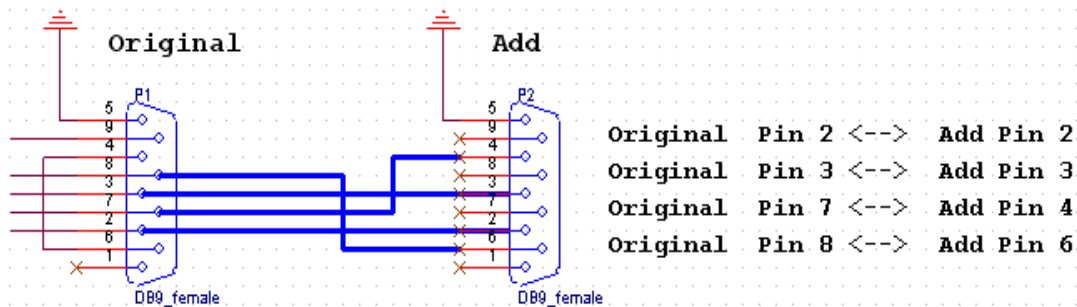 Original
Add
P1
5
9
4
8
3
7
2
6
1
DB9_female
P2
5
9
4
8
3
7
2
6
1
DB9_female
Original Pin 2 <--> Add Pin 2
Original Pin 3 <--> Add Pin 3
Original Pin 7 <--> Add Pin 4
Original Pin 8 <--> Add Pin 6